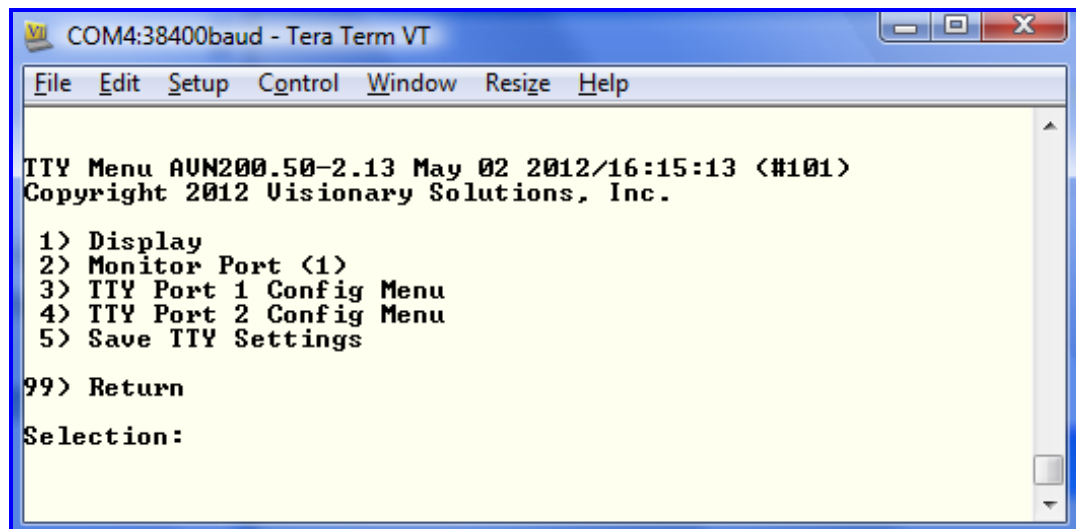 COM4:38400baud - Tera Term VT
File Edit Setup Control Window Resize Help
TTY Menu AVN200.50-2.13 May 02 2012/16:15:13 (#101)
Copyright 2012 Visionary Solutions, Inc.
1) Display
2) Monitor Port (1)
3) TTY Port 1 Config Menu
4) TTY Port 2 Config Menu
5) Save TTY Settings
99) Return
Selection: